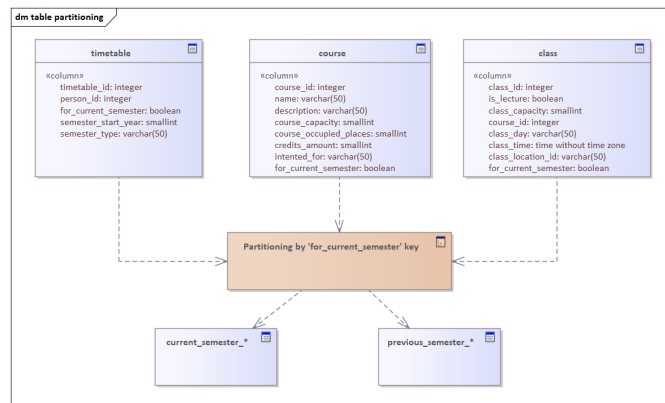 dm table partitioning
timetable
«column»
timetable_id: integer
person_id: integer
for_current_semester: boolean
semester_start_year: smallint
semester_type: varchar(50)
course
«column»
course_id: integer
name: varchar(50)
description: varchar(50)
course_capacity: smallint
course_occupied_places: smallint
credits_amount: smallint
intented_for: varchar(50)
for_current_semester: boolean
class
«column»
class_id: integer
is_lecture: boolean
class_capacity: smallint
course_id: integer
class_day: varchar(50)
class_time: time without time zone
class_location_id: varchar(50)
for_current_semester: boolean
Partitioning by 'for_current_semester' key
current_semester_*
previous_semester_*